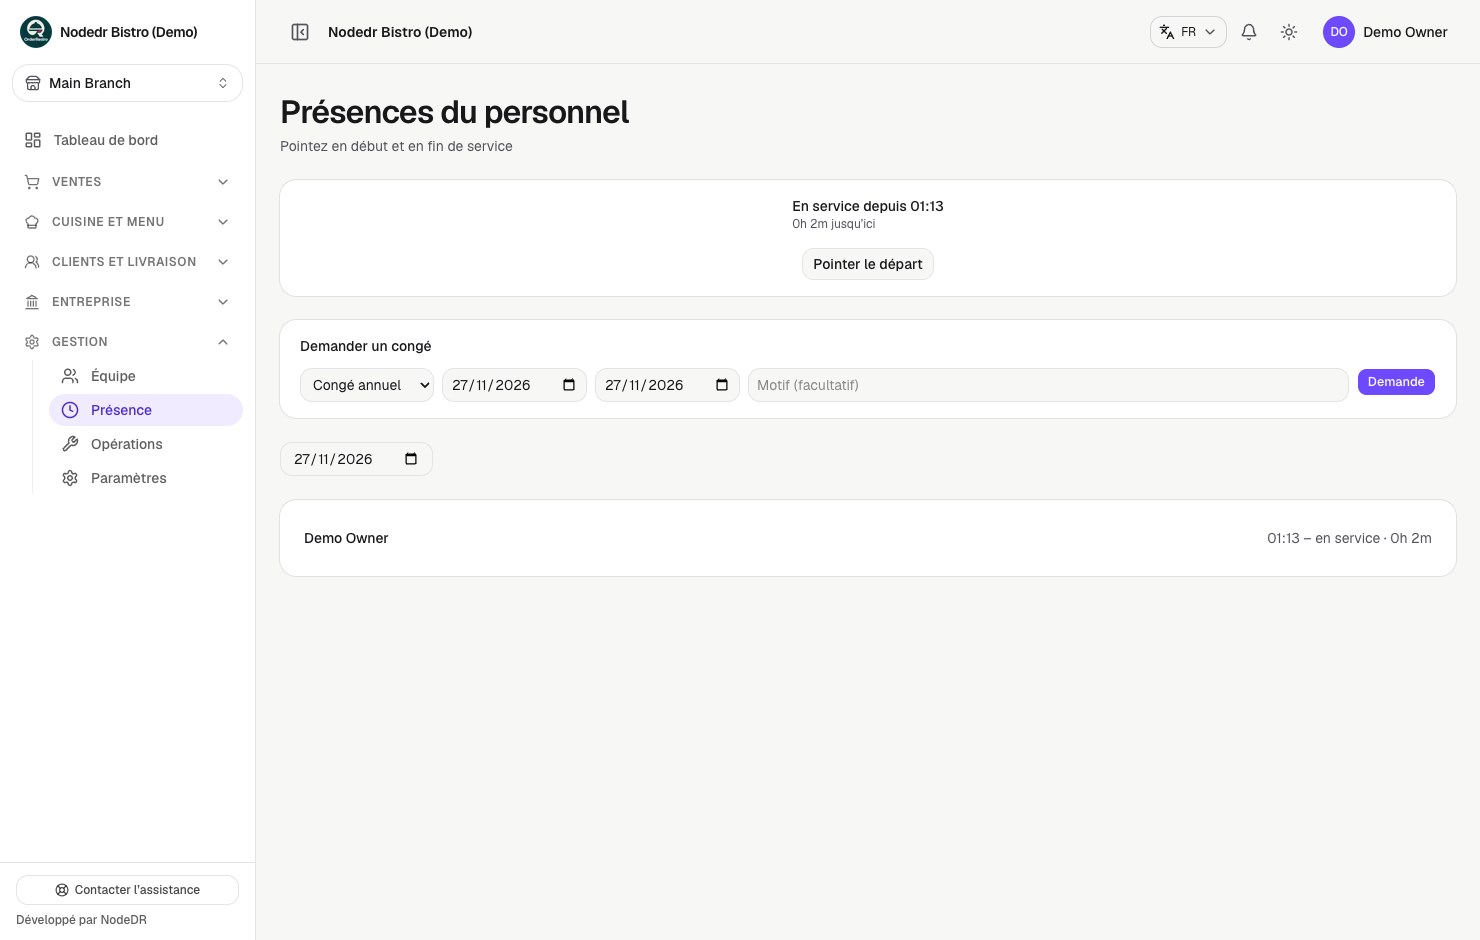 Nodedr Bistro (Demo)
Main Branch
Tableau de bord
VENTES
CUISINE ET MENU
CLIENTS ET LIVRAISON
ENTREPRISE
GESTION
Équipe
Présence
Opérations
Paramètres
Contacter l'assistance
Développé par NodeDR
Nodedr Bistro (Demo)
FR
DO
Demo Owner
Présences du personnel
Pointez en début et en fin de service
En service depuis 01:13
0h 2m jusqu'ici
Pointer le départ
Demander un congé
Congé annuel
27/11/2026
27/11/2026
Motif (facultatif)
Demande
27/11/2026
Demo Owner
01:13 – en service · 0h 2m